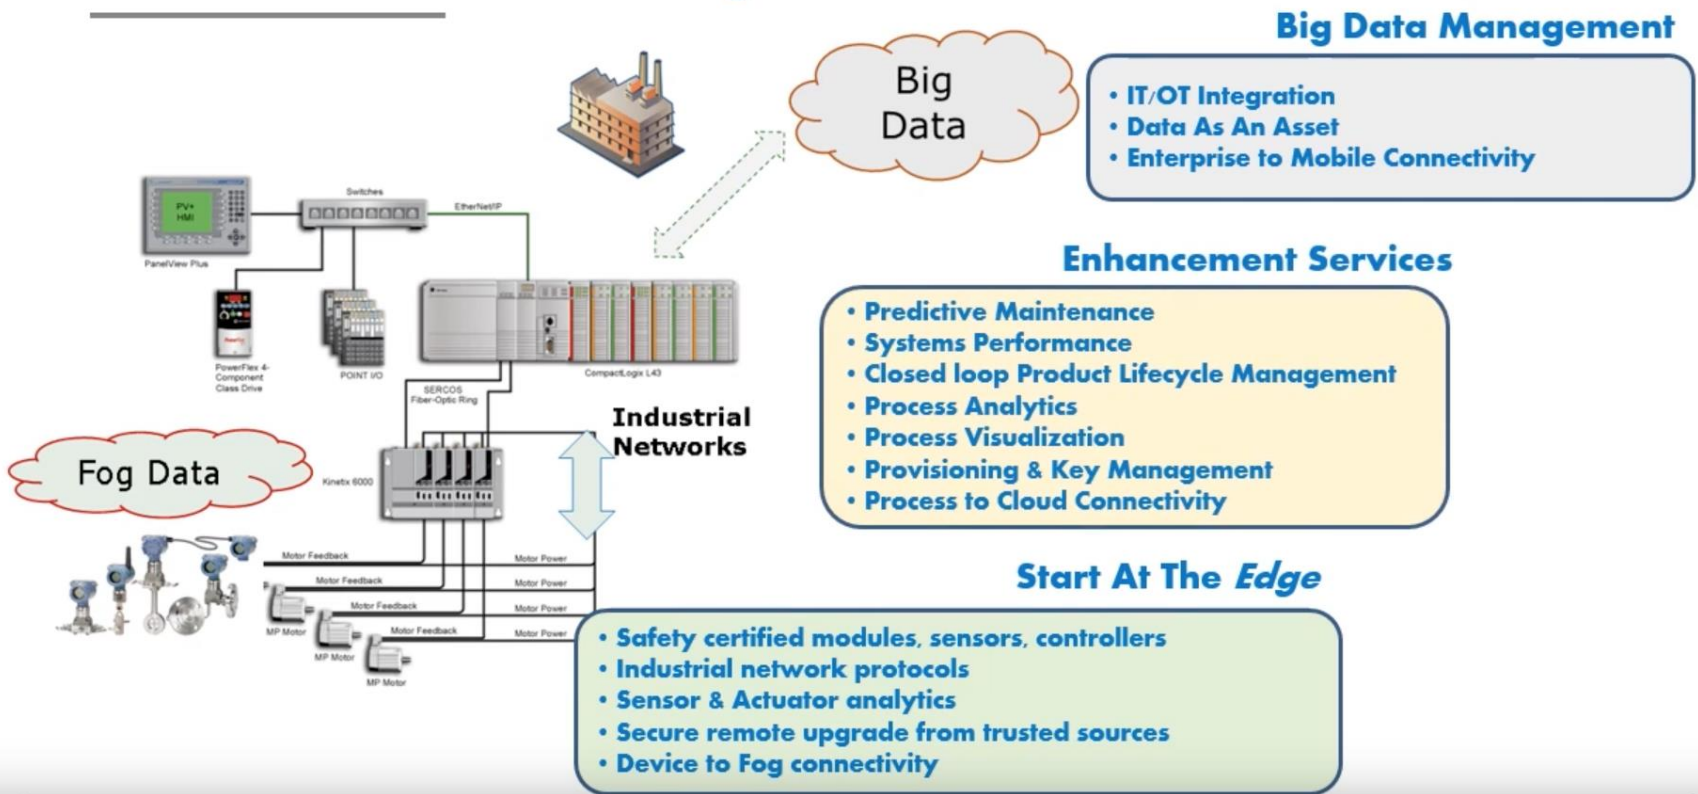 Big Data Management
Big
Data
• IT/OT Integration
• Data As An Asset
• Enterprise to Mobile Connectivity
Switches
PV+
HMI
EtherNet/IP
PanelView Plus
Enhancement Services
• Predictive Maintenance
• Systems Performance
• Closed loop Product Lifecycle Management
• Process Analytics
• Process Visualization
• Provisioning & Key Management
• Process to Cloud Connectivity
PowerFlex 4-
Component
Class Drive
POINT I/O
CompactLogix L43
SERCOS
Fiber-Optic Ring
Industrial
Networks
Fog Data
Kinetix 6000
Motor Feedback
Motor Power
Motor Feedback
Motor Power
Motor Feedback
Motor Power
Motor Feedback
Motor Power
MP Motor
MP Motor
MP Motor
Start At The Edge
• Safety certified modules, sensors, controllers
• Industrial network protocols
• Sensor & Actuator analytics
• Secure remote upgrade from trusted sources
• Device to Fog connectivity